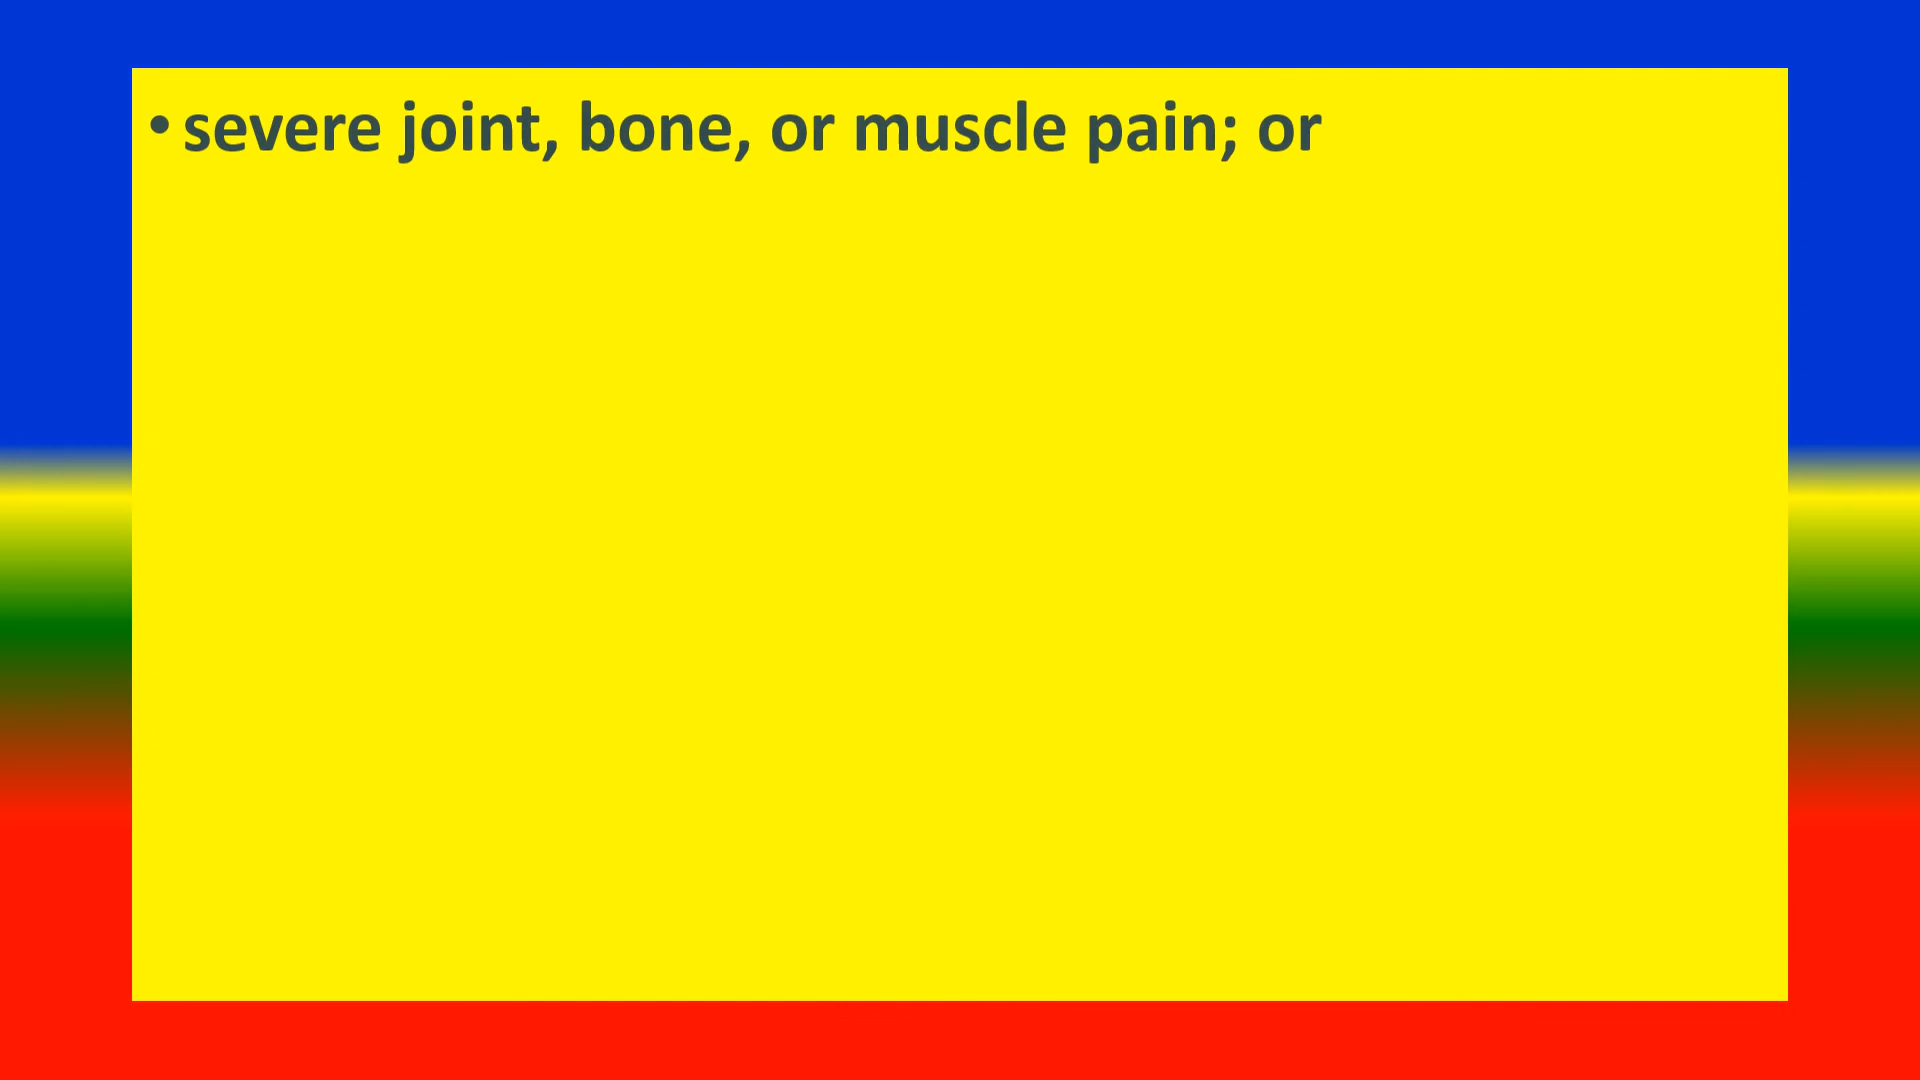 • severe joint, bone, or muscle pain; or